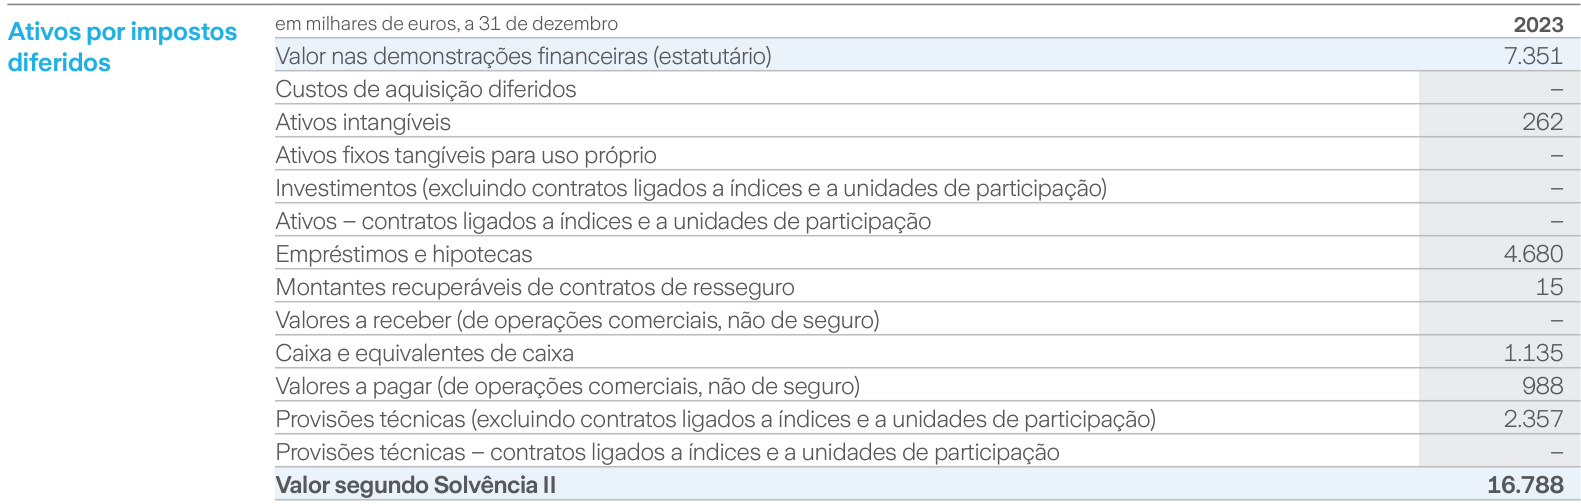 Ativos por impostos
diferidos
em milhares de euros, a 31 de dezembro 2023
Valor nas demonstrações financeiras (estatutário) 7.351
Custos de aquisição diferidos –
Ativos intangíveis 262
Ativos fixos tangíveis para uso próprio –
Investimentos (excluindo contratos ligados a índices e a unidades de participação) –
Ativos – contratos ligados a índices e a unidades de participação –
Empréstimos e hipotecas 4.680
Montantes recuperáveis de contratos de resseguro 15
Valores a receber (de operações comerciais, não de seguro) –
Caixa e equivalentes de caixa 1.135
Valores a pagar (de operações comerciais, não de seguro) 988
Provisões técnicas (excluindo contratos ligados a índices e a unidades de participação) 2.357
Provisões técnicas – contratos ligados a índices e a unidades de participação –
Valor segundo Solvência II 16.788